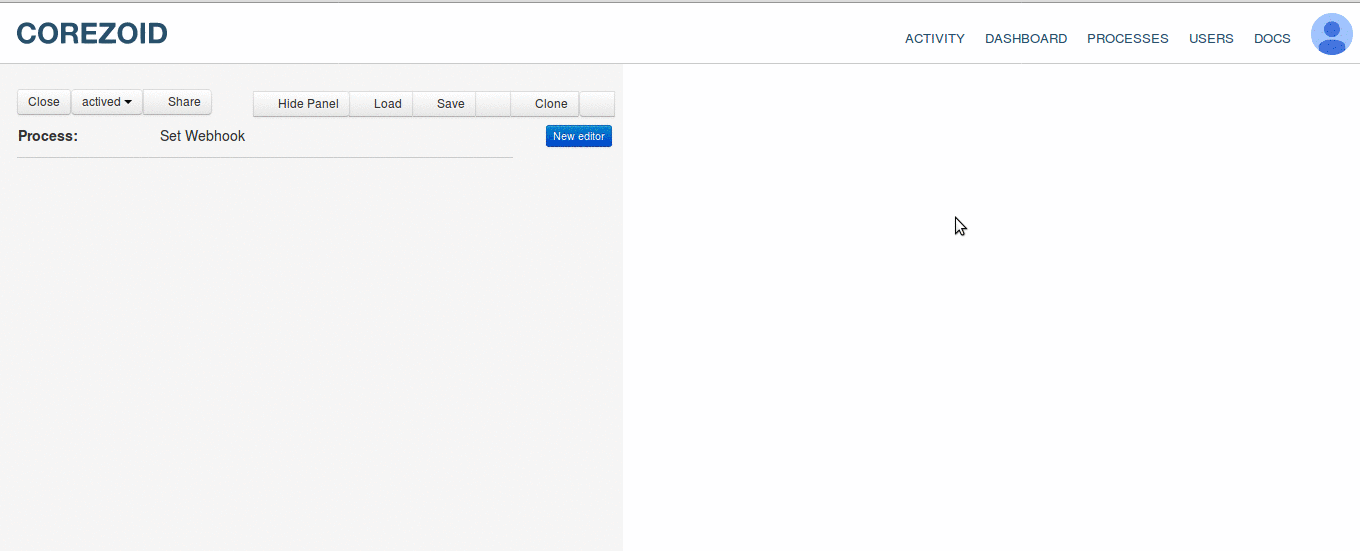 COREZOID
ACTIVITY DASHBOARD PROCESSES USERS DOCS
Close actived Share Hide Panel Load Save Clone
Process: Set Webhook New editor